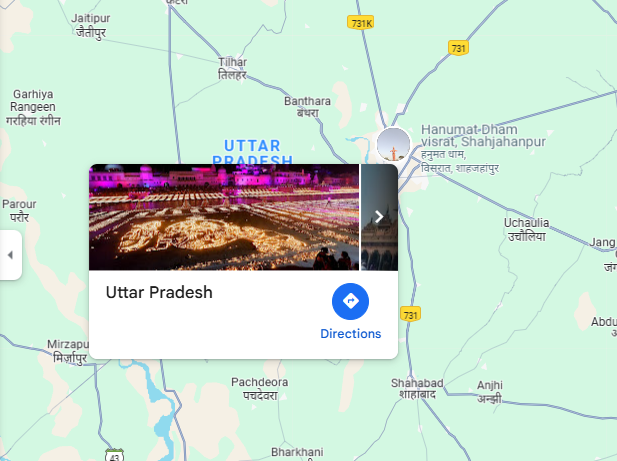 कटरा
731K
Jaitipur
जैतीपुर
731
Tilhar
तिलहर
Garhiya
Rangeen
गरहिया रंगीन
Banthara
बंथरा
Hanumat Dham
visrat, Shahjahanpur
हनुमत धाम,
विसरात, शाहजहांपुर
UTTAR
PRADESH
Parour
परौर
Uchaulia
उचौलिया
Jang
जंग
Uttar Pradesh
Directions
731
Abdu
Mirzapu
मिर्ज़ापुर
Pachdeora
पचदेवरा
Shahabad
शाहाबाद
Anjhi
अन्झी
Bharkhani
43